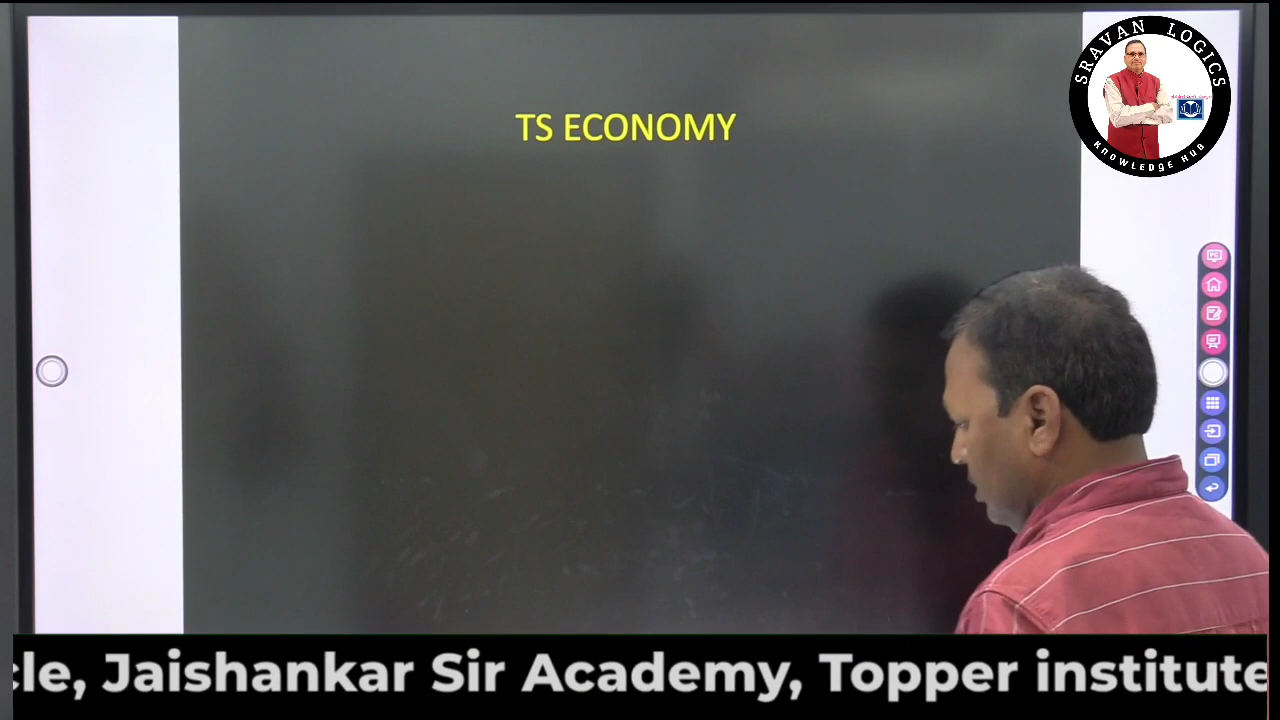 SRAVAN LOGICS
TS ECONOMY
KNOWLEDGE HUB
cle, Jaishankar Sir Academy, Topper institute